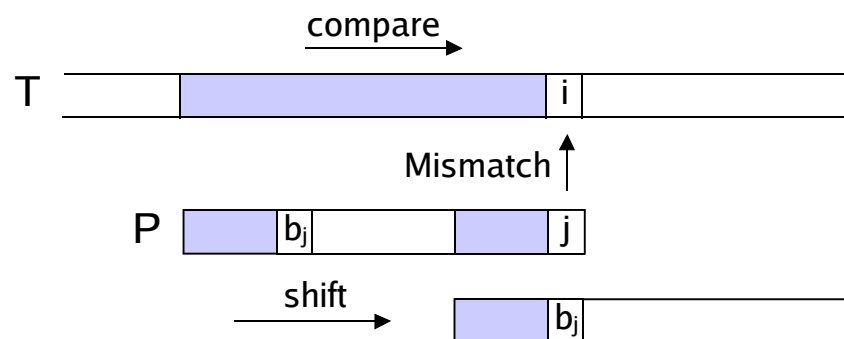 compare
T i
Mismatch
P bj j
shift
bj